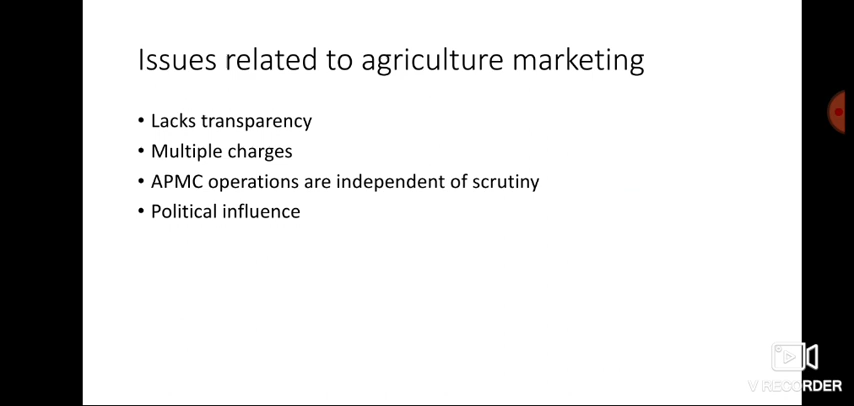 Issues related to agriculture marketing
• Lacks transparency
• Multiple charges
• APMC operations are independent of scrutiny
• Political influence
V RECORDER